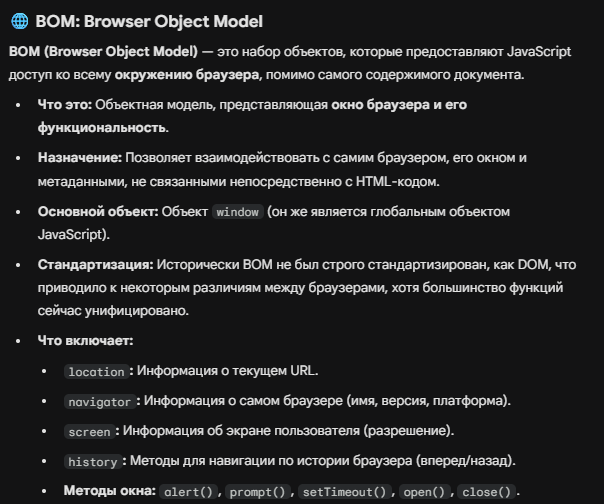 🌐 BOM: Browser Object Model
BOM (Browser Object Model) — это набор объектов, которые предоставляют JavaScript
доступ ко всему окружению браузера, помимо самого содержимого документа.
• Что это: Объектная модель, представляющая окно браузера и его
функциональность.
• Назначение: Позволяет взаимодействовать с самим браузером, его окном и
метаданными, не связанными непосредственно с HTML-кодом.
• Основной объект: Объект window (он же является глобальным объектом
JavaScript).
• Стандартизация: Исторически BOM не был строго стандартизирован, как DOM, что
приводило к некоторым различиям между браузерами, хотя большинство функций
сейчас унифицировано.
• Что включает:
• location: Информация о текущем URL.
• navigator: Информация о самом браузере (имя, версия, платформа).
• screen: Информация об экране пользователя (разрешение).
• history: Методы для навигации по истории браузера (вперед/назад).
• Методы окна: alert(), prompt(), setTimeout(), open(), close().